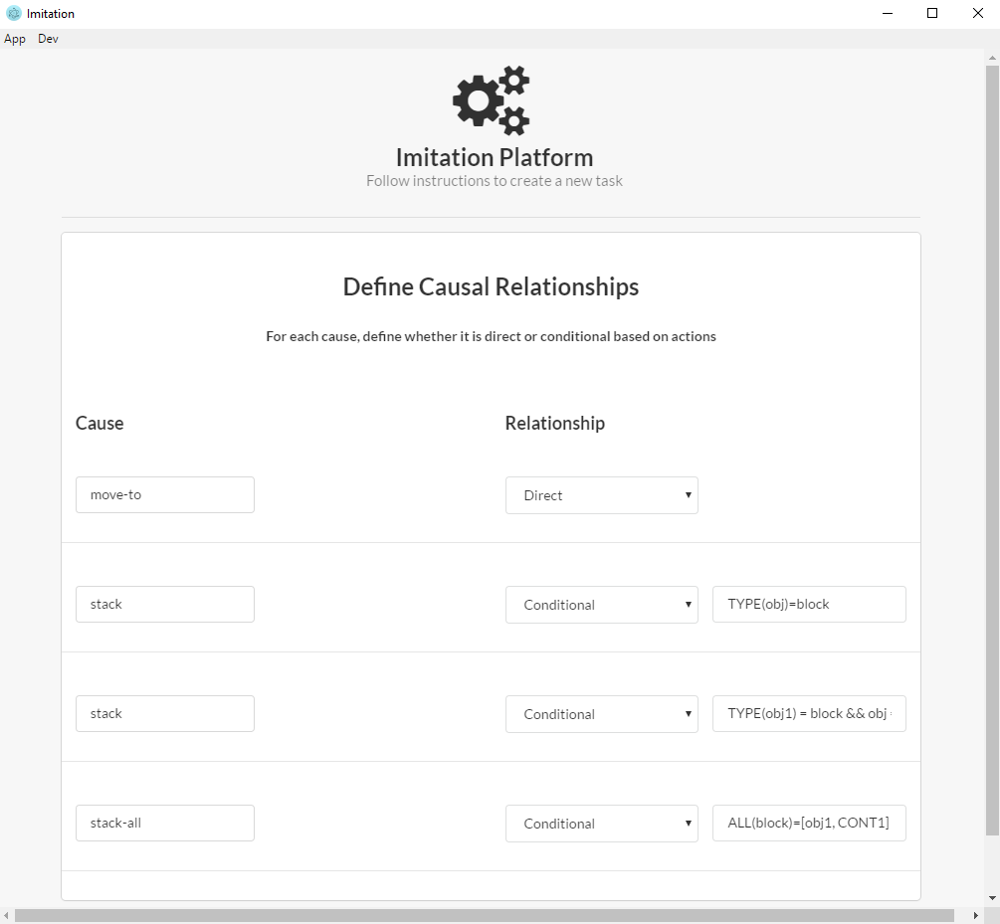 Imitation
App Dev
Imitation Platform
Follow instructions to create a new task
Define Causal Relationships
For each cause, define whether it is direct or conditional based on actions
Cause Relationship
move-to Direct
stack Conditional TYPE(obj)=block
stack Conditional TYPE(obj1) = block && obj
stack-all Conditional ALL(block)=[obj1, CONT1]